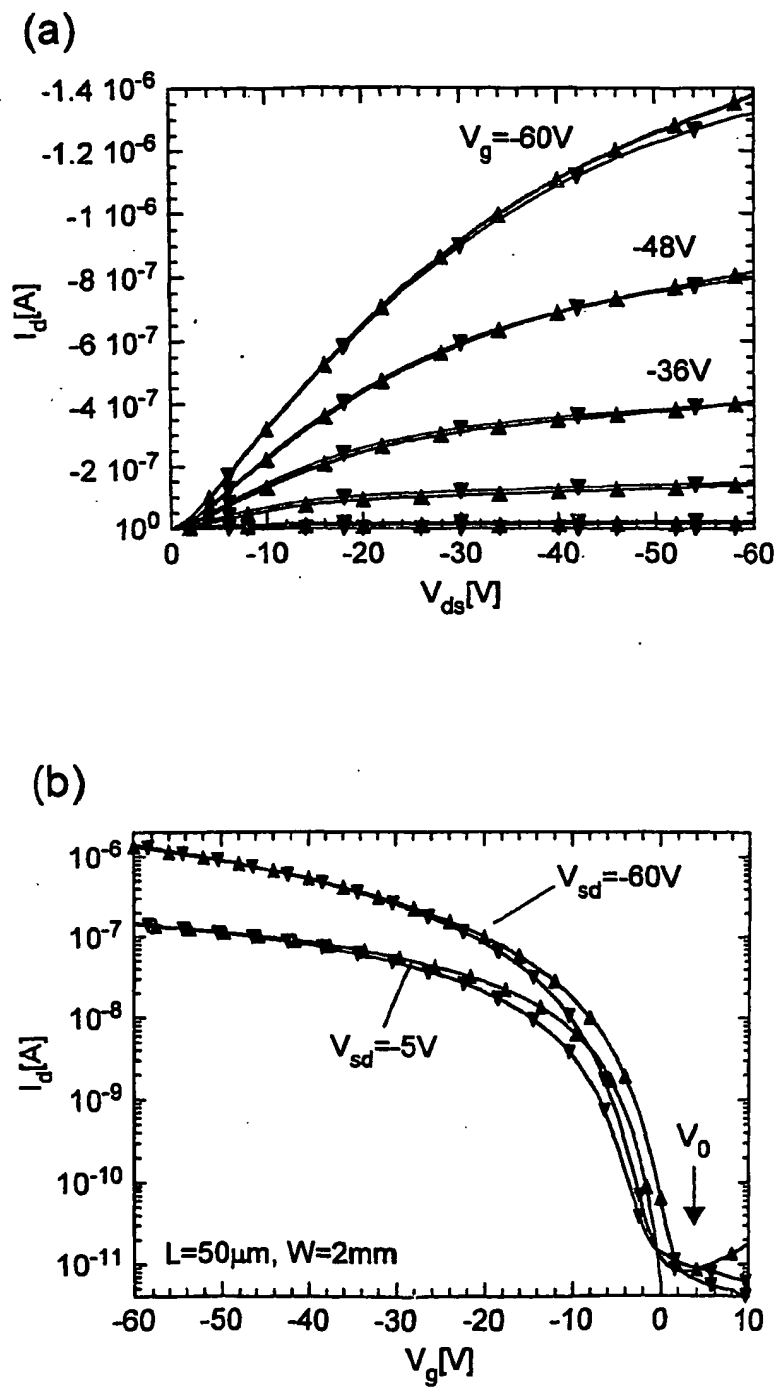 (a)
-1.4 10⁻⁶
-1.2 10⁻⁶
-1 10⁻⁶
-8 10⁻⁷
-6 10⁻⁷
-4 10⁻⁷
-2 10⁻⁷
10⁰
I_d[A]
V_g=-60V
-48V
-36V
0 -10 -20 -30 -40 -50 -60
V_ds[V]
(b)
10⁻⁶
10⁻⁷
10⁻⁸
10⁻⁹
10⁻¹⁰
10⁻¹¹
I_d[A]
V_sd=-60V
V_sd=-5V
V_0
L=50μm, W=2mm
-60 -50 -40 -30 -20 -10 0 10
V_g[V]